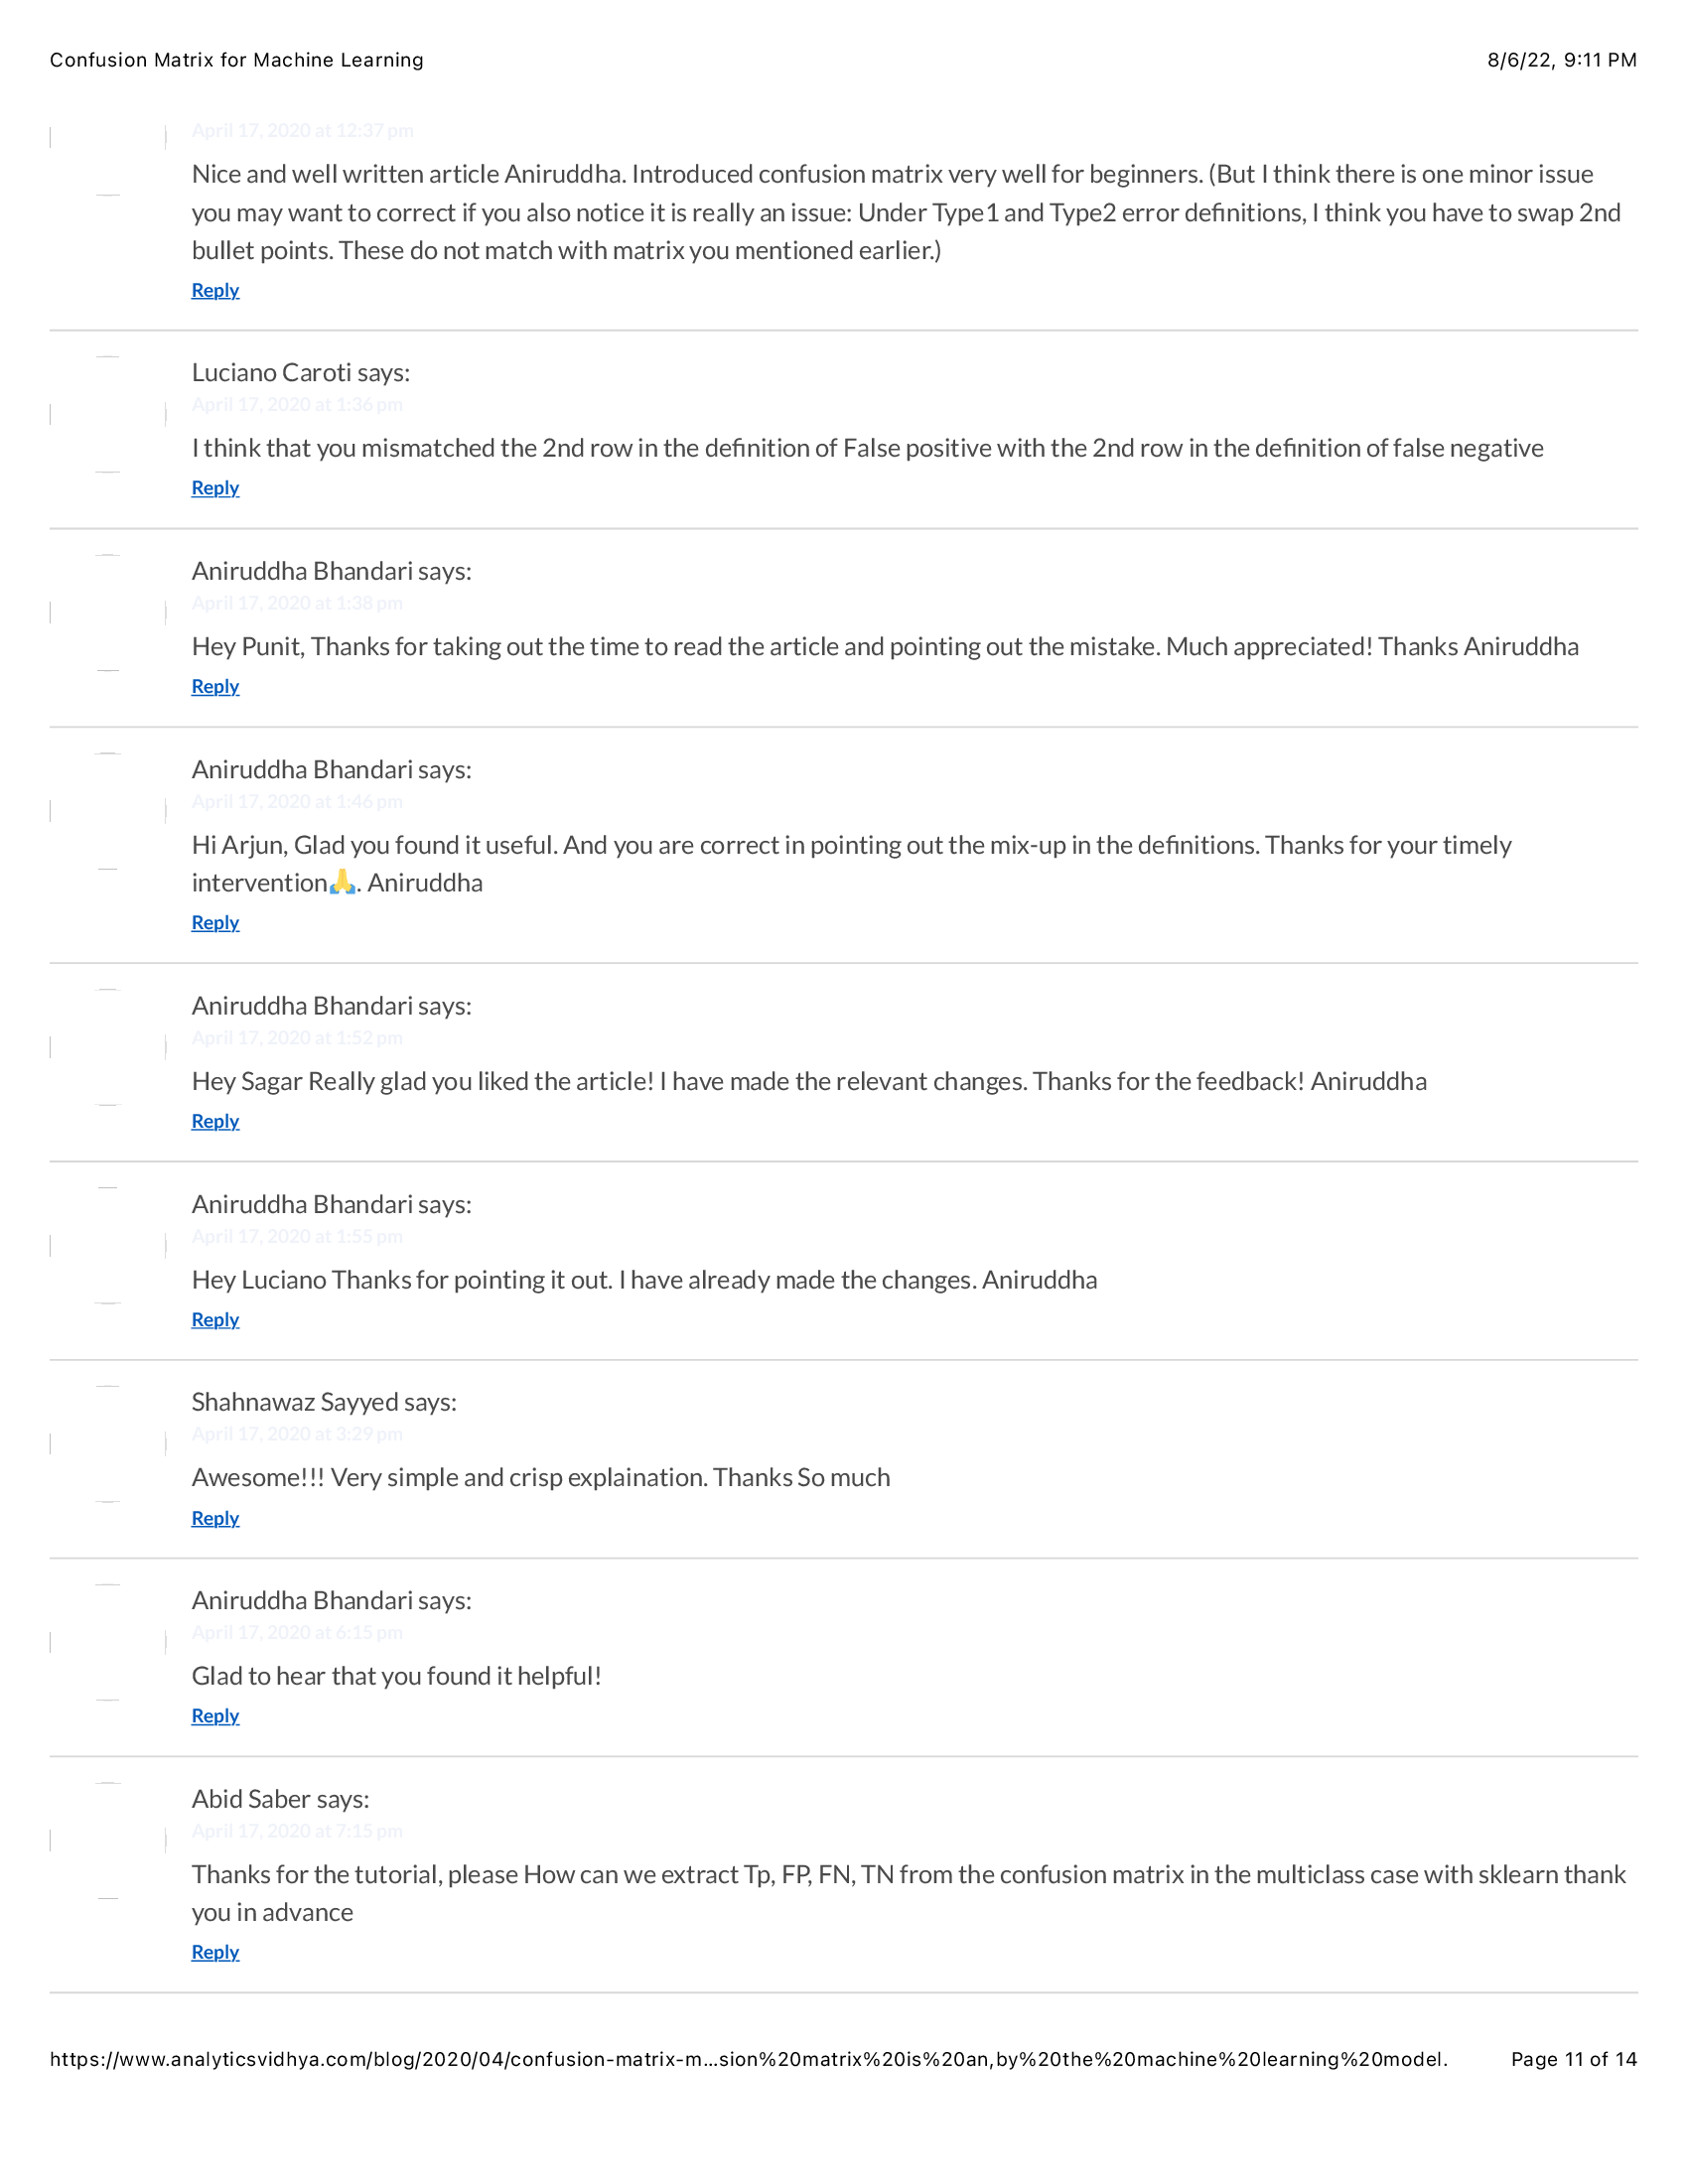 Confusion Matrix for Machine Learning 8/6/22, 9:11 PM
April 17, 2020 at 12:37 pm
Nice and well written article Aniruddha. Introduced confusion matrix very well for beginners. (But I think there is one minor issue
you may want to correct if you also notice it is really an issue: Under Type1 and Type2 error definitions, I think you have to swap 2nd
bullet points. These do not match with matrix you mentioned earlier.)
Reply
Luciano Caroti says:
April 17, 2020 at 1:36 pm
I think that you mismatched the 2nd row in the definition of False positive with the 2nd row in the definition of false negative
Reply
Aniruddha Bhandari says:
April 17, 2020 at 1:38 pm
Hey Punit, Thanks for taking out the time to read the article and pointing out the mistake. Much appreciated! Thanks Aniruddha
Reply
Aniruddha Bhandari says:
April 17, 2020 at 1:46 pm
Hi Arjun, Glad you found it useful. And you are correct in pointing out the mix-up in the definitions. Thanks for your timely
intervention🙏. Aniruddha
Reply
Aniruddha Bhandari says:
April 17, 2020 at 1:52 pm
Hey Sagar Really glad you liked the article! I have made the relevant changes. Thanks for the feedback! Aniruddha
Reply
Aniruddha Bhandari says:
April 17, 2020 at 1:55 pm
Hey Luciano Thanks for pointing it out. I have already made the changes. Aniruddha
Reply
Shahnawaz Sayyed says:
April 17, 2020 at 3:29 pm
Awesome!!! Very simple and crisp explaination. Thanks So much
Reply
Aniruddha Bhandari says:
April 17, 2020 at 6:15 pm
Glad to hear that you found it helpful!
Reply
Abid Saber says:
April 17, 2020 at 7:15 pm
Thanks for the tutorial, please How can we extract Tp, FP, FN, TN from the confusion matrix in the multiclass case with sklearn thank
you in advance
Reply
https://www.analyticsvidhya.com/blog/2020/04/confusion-matrix-m...sion%20matrix%20is%20an,by%20the%20machine%20learning%20model. Page 11 of 14